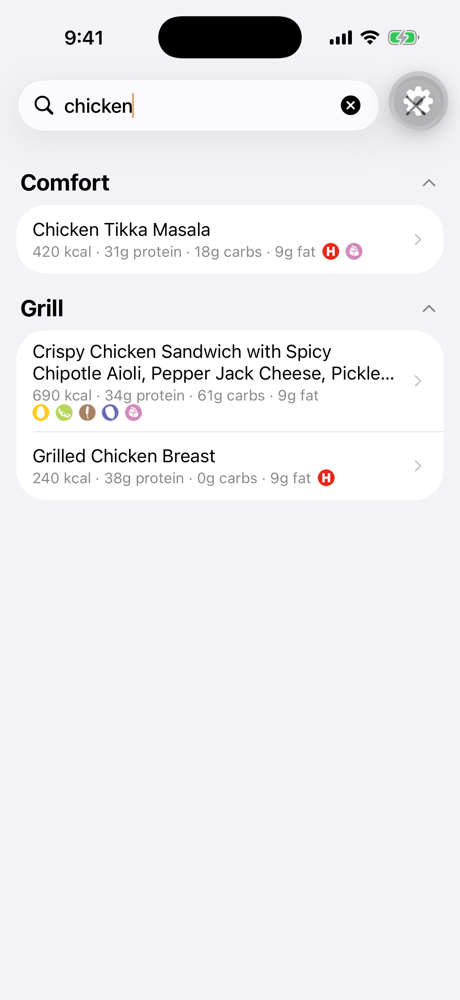 9:41
chicken
Comfort
Chicken Tikka Masala
420 kcal · 31g protein · 18g carbs · 9g fat H
Grill
Crispy Chicken Sandwich with Spicy
Chipotle Aioli, Pepper Jack Cheese, Pickle...
690 kcal · 34g protein · 61g carbs · 9g fat
Grilled Chicken Breast
240 kcal · 38g protein · 0g carbs · 9g fat H